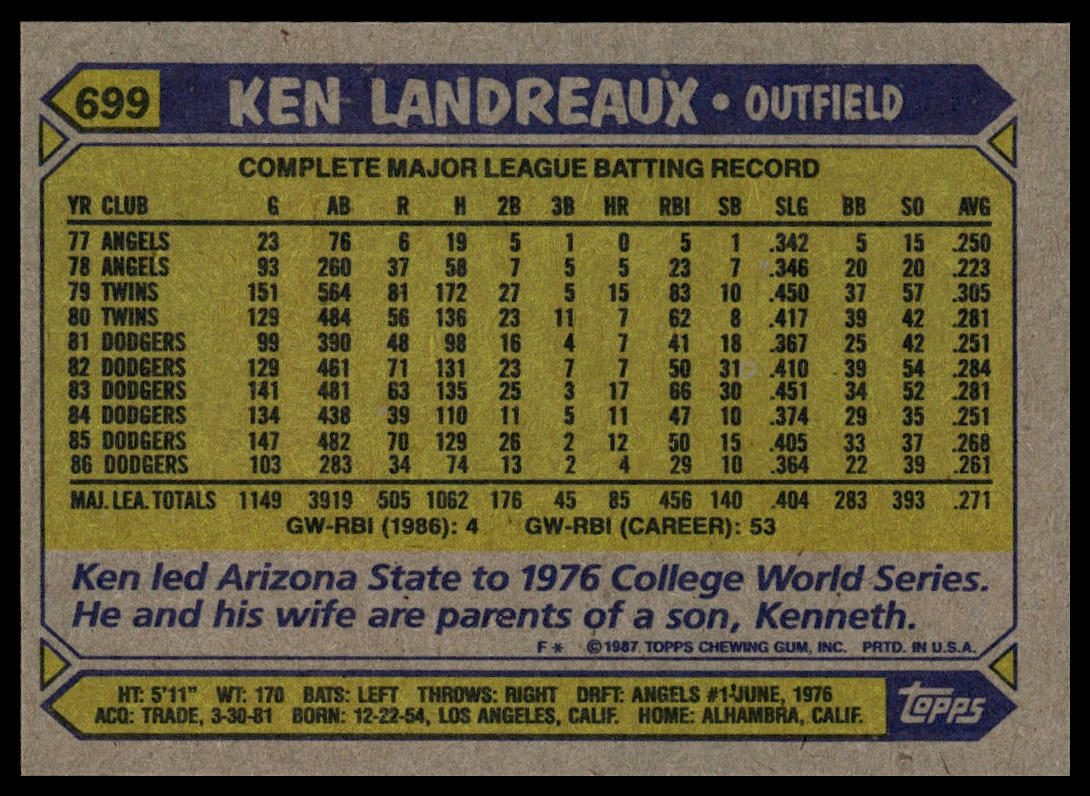 699 KEN LANDREAUX • OUTFIELD
COMPLETE MAJOR LEAGUE BATTING RECORD
YR CLUB G AB R H 2B 3B HR RBI SB SLG BB SO AVG
77 ANGELS 23 76 6 19 5 1 0 5 1 .342 5 15 .250
78 ANGELS 93 260 37 58 7 5 5 23 7 .346 20 20 .223
79 TWINS 151 564 81 172 27 5 15 83 10 .450 37 57 .305
80 TWINS 129 484 56 136 23 11 7 62 8 .417 39 42 .281
81 DODGERS 99 390 48 98 16 4 7 41 18 .367 25 42 .251
82 DODGERS 129 461 71 131 23 7 7 50 31 .410 39 54 .284
83 DODGERS 141 481 63 135 25 3 17 66 30 .451 34 52 .281
84 DODGERS 134 438 39 110 11 5 11 47 10 .374 29 35 .251
85 DODGERS 147 482 70 129 26 2 12 50 15 .405 33 37 .268
86 DODGERS 103 283 34 74 13 2 4 29 10 .364 22 39 .261
MAJ. LEA. TOTALS 1149 3919 505 1062 176 45 85 456 140 .404 283 393 .271
GW-RBI (1986): 4 GW-RBI (CAREER): 53
Ken led Arizona State to 1976 College World Series.
He and his wife are parents of a son, Kenneth.
F * ©1987 TOPPS CHEWING GUM, INC. PRTD. IN U.S.A.
HT: 5'11" WT: 170 BATS: LEFT THROWS: RIGHT DRFT: ANGELS #1-JUNE, 1976
ACQ: TRADE, 3-30-81 BORN: 12-22-54, LOS ANGELES, CALIF. HOME: ALHAMBRA, CALIF.
TOPPS